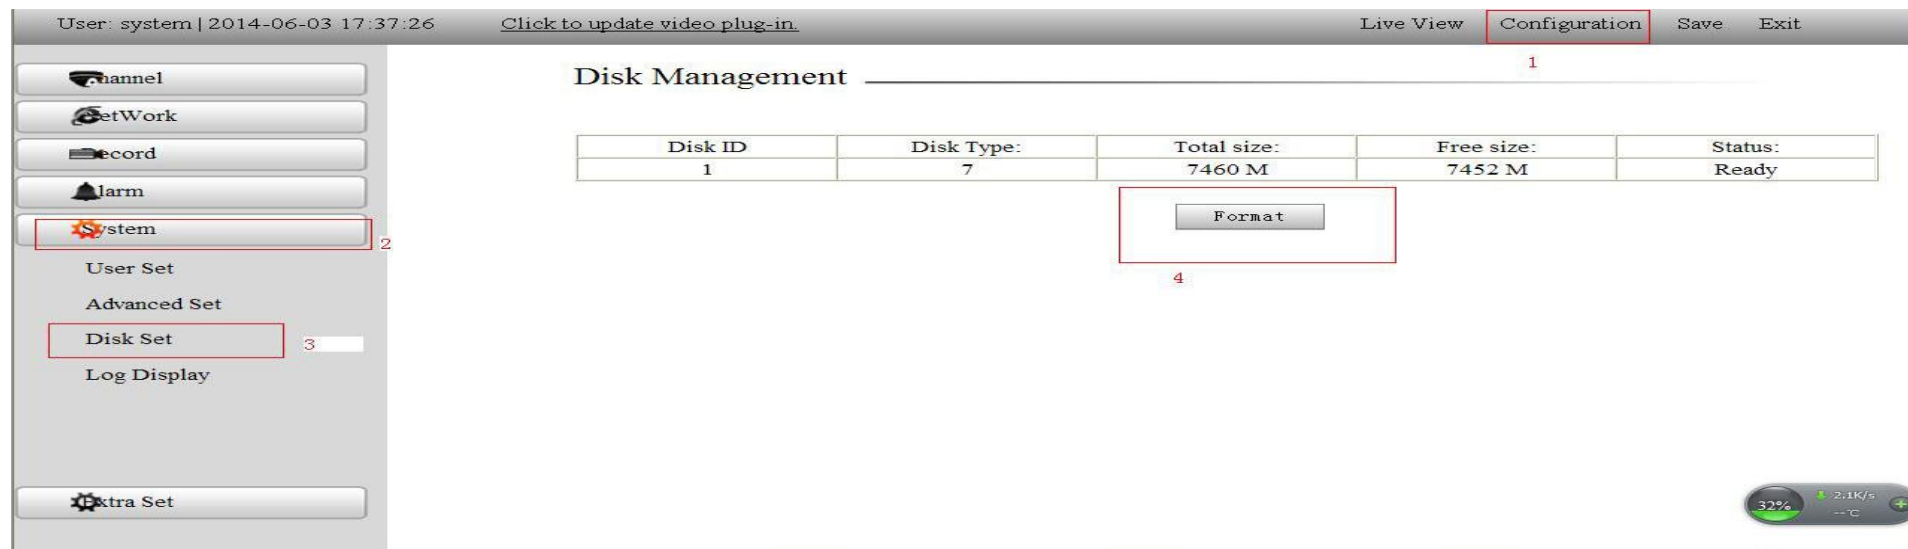 User: system | 2014-06-03 17:37:26 Click to update video plug-in. Live View Configuration Save Exit
1
hannel
etWork
ecord
larm
System
2
User Set
Advanced Set
Disk Set
3
Log Display
xtra Set
Disk Management
Disk ID Disk Type: Total size: Free size: Status:
1 7 7460 M 7452 M Ready
Format
4
32% 2.1K/s
--°C